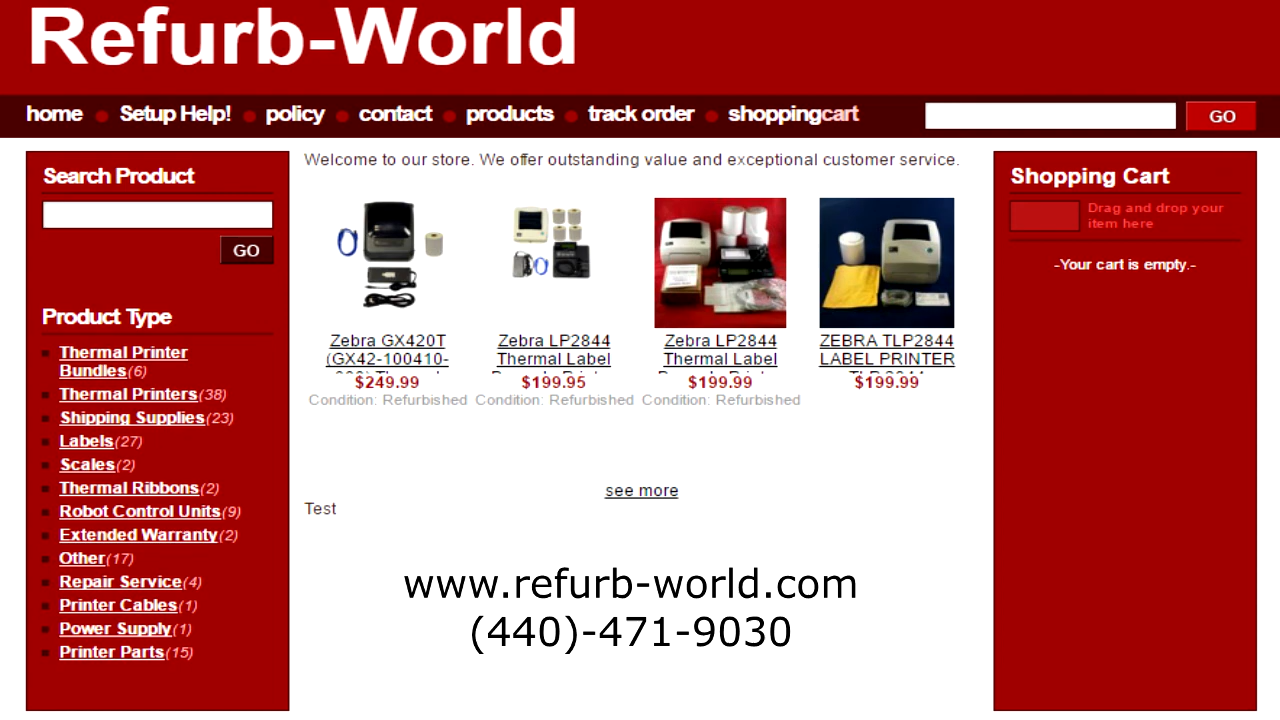 Refurb-World
home • Setup Help! • policy • contact • products • track order • shoppingcart
GO
Search Product
GO
Product Type
Thermal Printer
Bundles(6)
Thermal Printers(38)
Shipping Supplies(23)
Labels(27)
Scales(2)
Thermal Ribbons(2)
Robot Control Units(9)
Extended Warranty(2)
Other(17)
Repair Service(4)
Printer Cables(1)
Power Supply(1)
Printer Parts(15)
Welcome to our store. We offer outstanding value and exceptional customer service.
Zebra GX420T
(GX42-100410-
$249.99
Condition: Refurbished
Zebra LP2844
Thermal Label
$199.95
Condition: Refurbished
Zebra LP2844
Thermal Label
$199.99
Condition: Refurbished
ZEBRA TLP2844
LABEL PRINTER
$199.99
see more
Test
www.refurb-world.com
(440)-471-9030
Shopping Cart
Drag and drop your
item here
-Your cart is empty.-